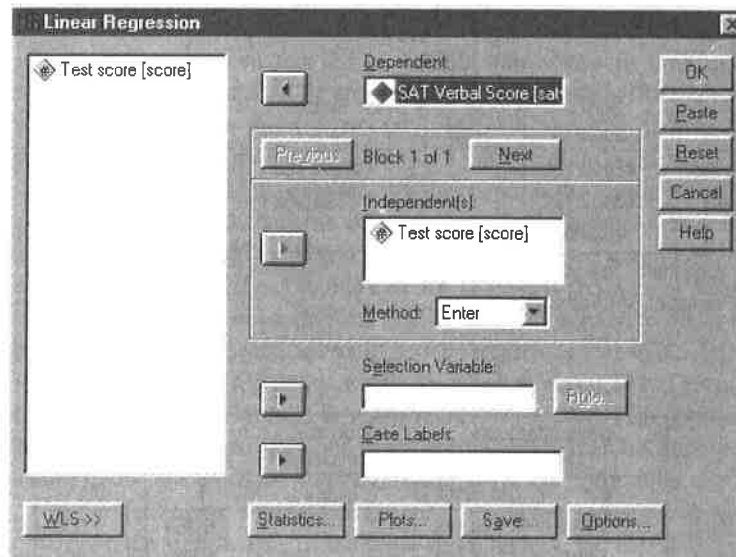 Linear Regression
Test score [score]
Dependent:
SAT Verbal Score [sat
OK
Paste
Reset
Cancel
Help
Previous
Block 1 of 1
Next
Independent(s):
Test score [score]
Method:
Enter
Selection Variable:
Rule...
Case Labels:
WLS >>
Statistics...
Plots...
Save...
Options...